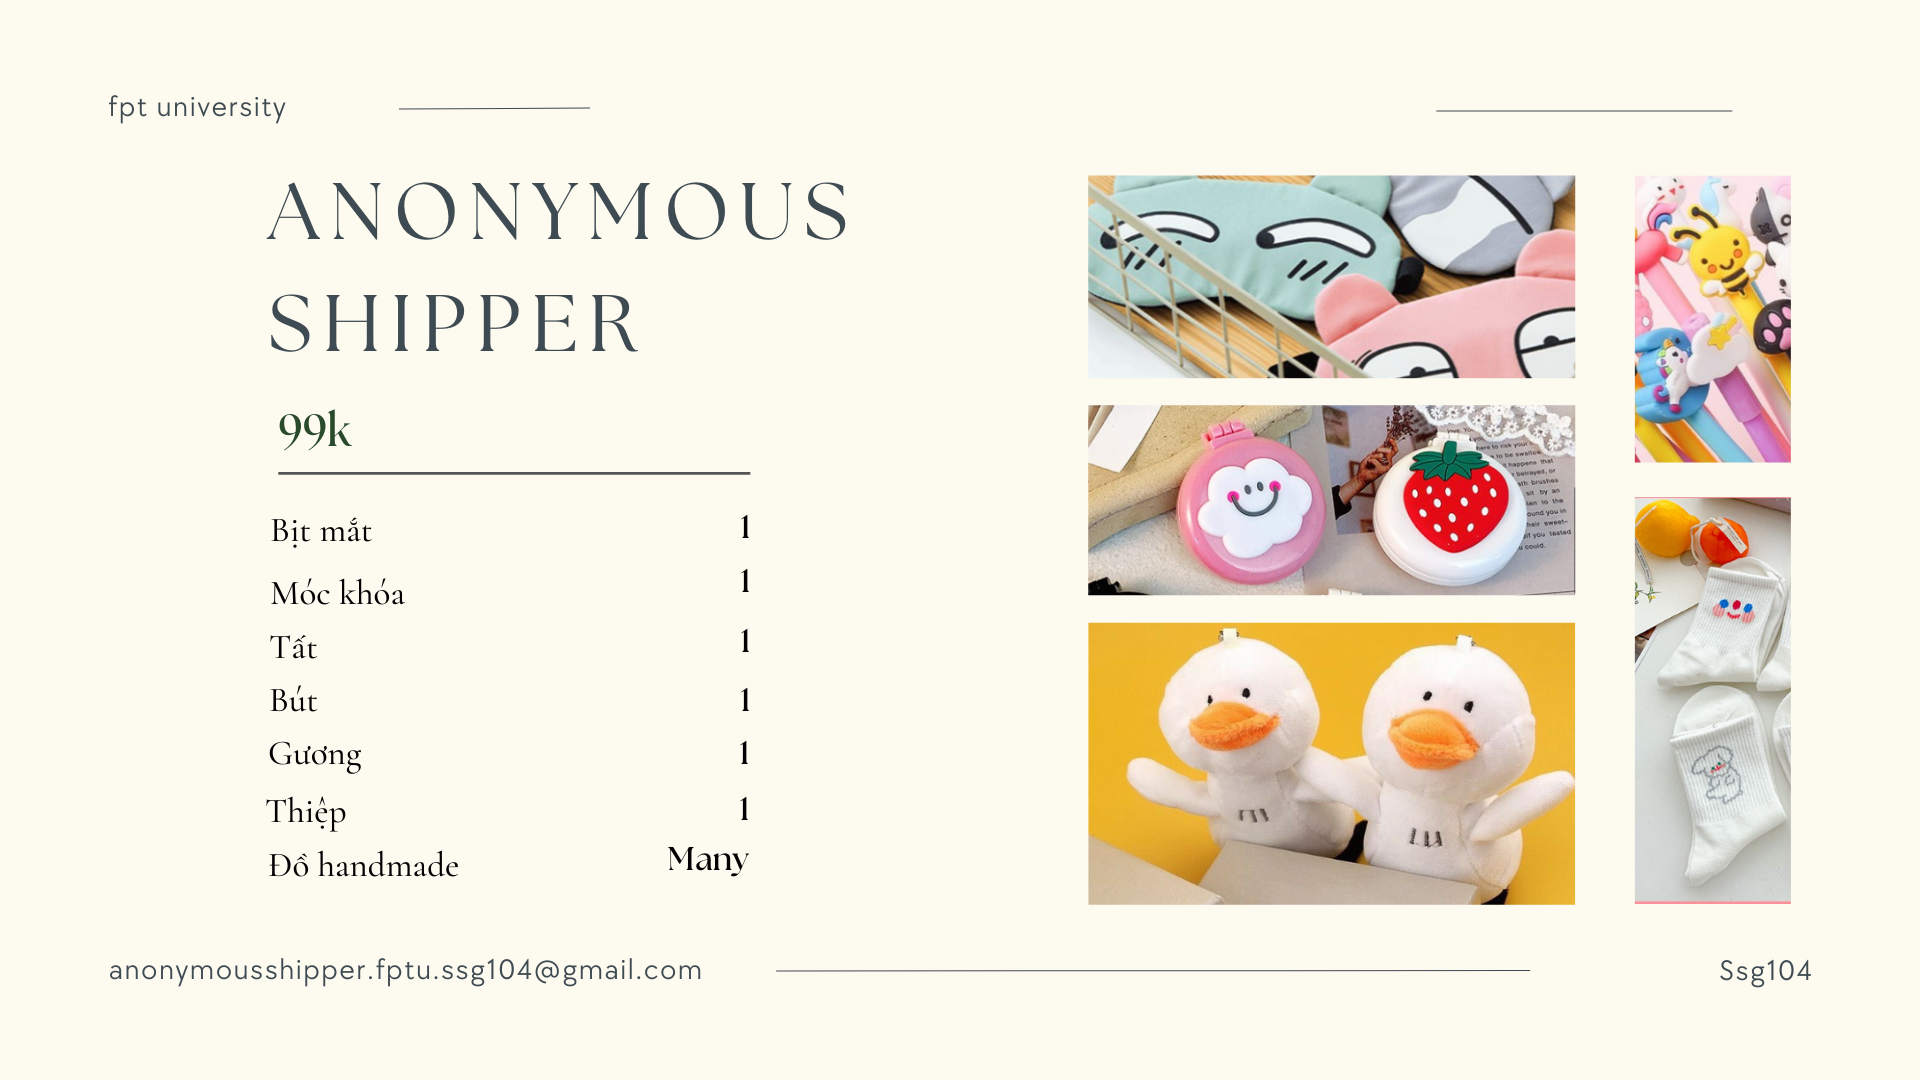 fpt university
ANONYMOUS
SHIPPER
99k
Bịt mắt 1
Móc khóa 1
Tất 1
Bút 1
Gương 1
Thiệp 1
Đồ handmade Many
anonymousshipper.fptu.ssg104@gmail.com
Ssg104